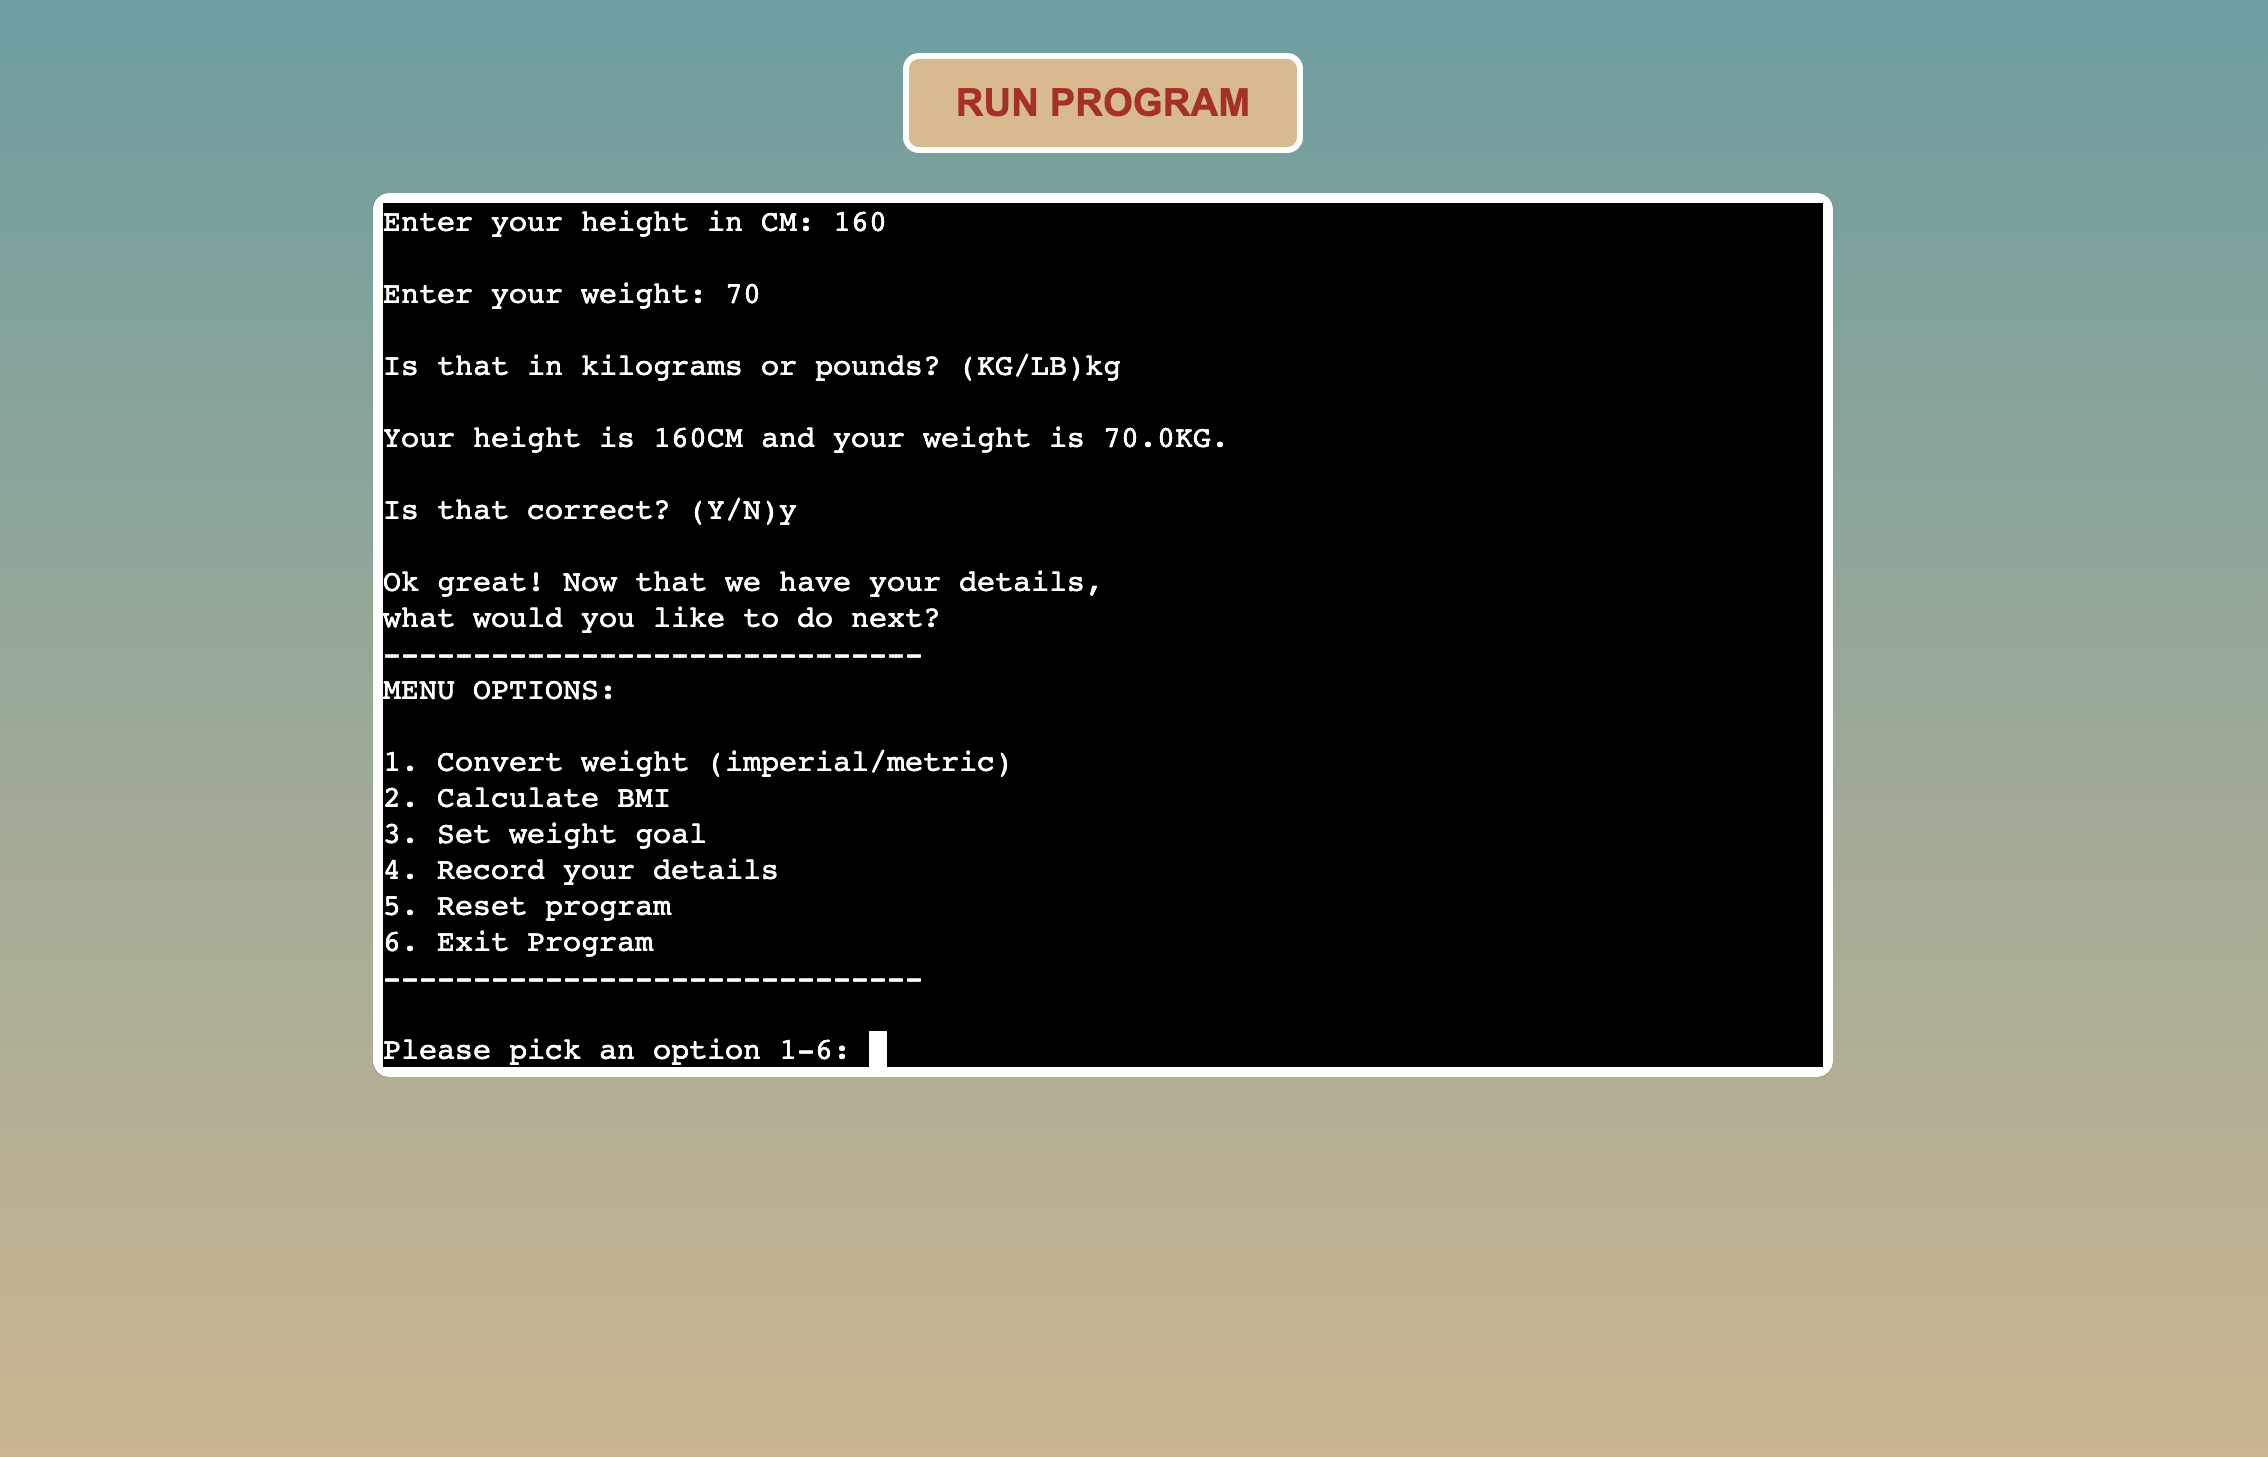 RUN PROGRAM
Enter your height in CM: 160
Enter your weight: 70
Is that in kilograms or pounds? (KG/LB)kg
Your height is 160CM and your weight is 70.0KG.
Is that correct? (Y/N)y
Ok great! Now that we have your details,
what would you like to do next?
------------------------------
MENU OPTIONS:
1. Convert weight (imperial/metric)
2. Calculate BMI
3. Set weight goal
4. Record your details
5. Reset program
6. Exit Program
------------------------------
Please pick an option 1-6: